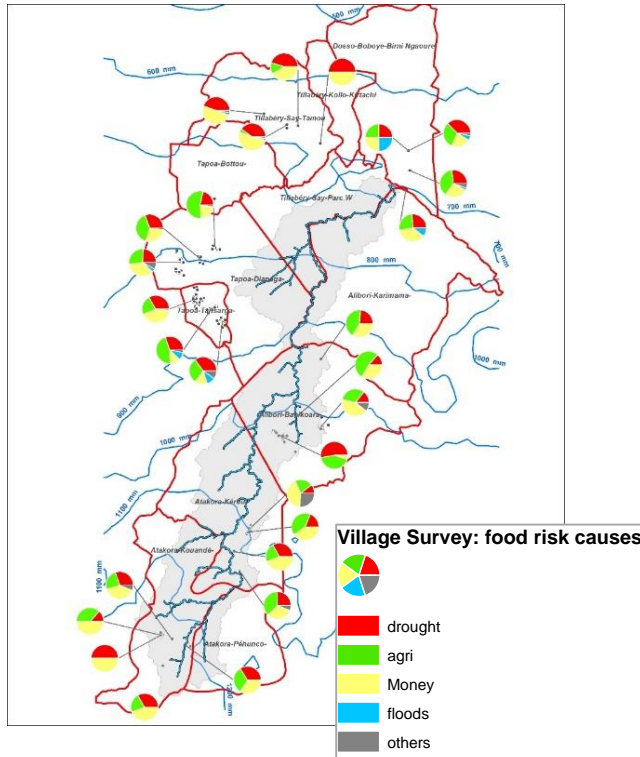 500 mm
Dosso-Boboye-Birni Ngaoure
600 mm
Tillabéry-Kollo-Kirtachi
Tillabéry-Say-Tamou
Tapoa-Bottou-
Tillabéry-Say-Parc W
700 mm
700 mm
800 mm
Tapoa-Diapaga-
Alibori-Karimama-
Tapoa-Tansarga-
1000 mm
900 mm
Alibori-Banikoara-
1000 mm
Atakora-Kérou-
1100 mm
Atakora-Kouandé-
1100 mm
Atakora-Péhunco-
1200 mm
Village Survey: food risk causes
drought
agri
Money
floods
others